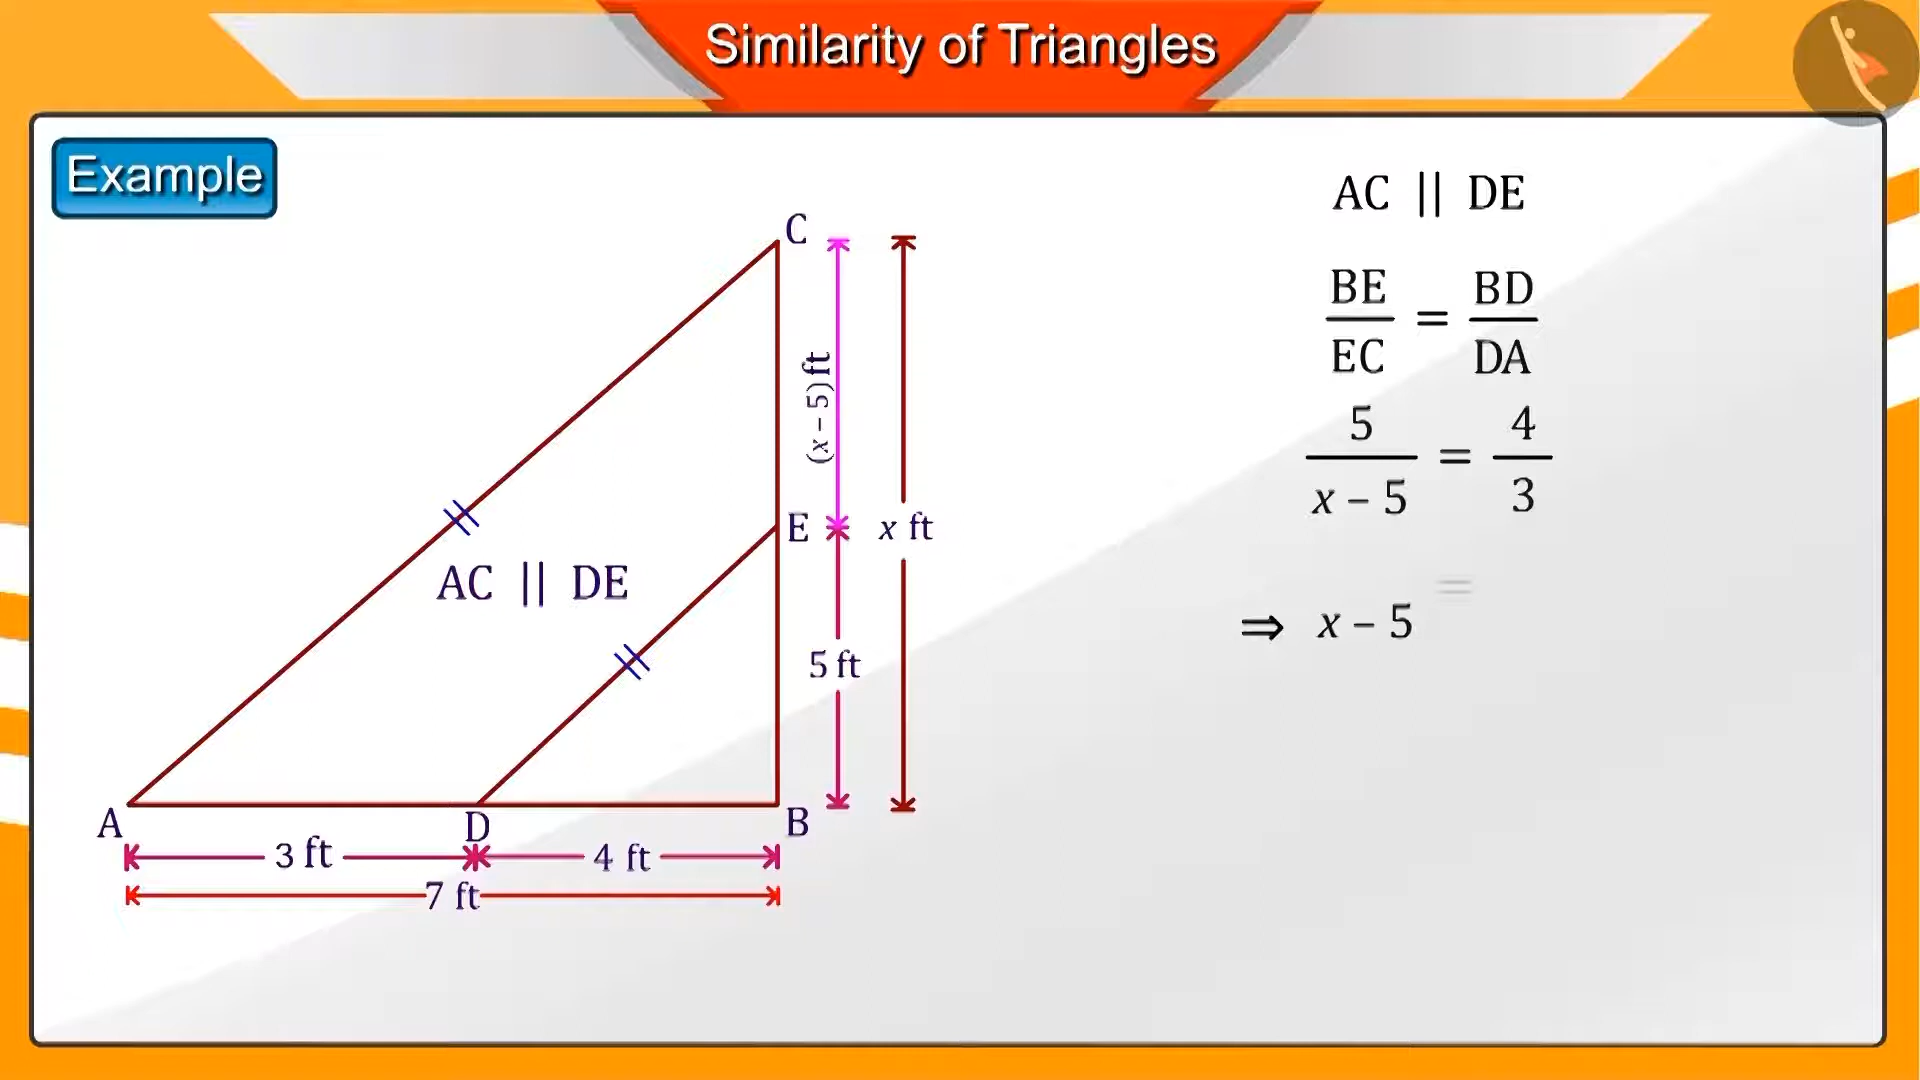 Similarity of Triangles
Example
AC || DE
BE/EC = BD/DA
5/(x – 5) = 4/3
⇒ x – 5 =
C
(x – 5) ft
E
x ft
AC || DE
5 ft
A
D
B
3 ft
4 ft
7 ft